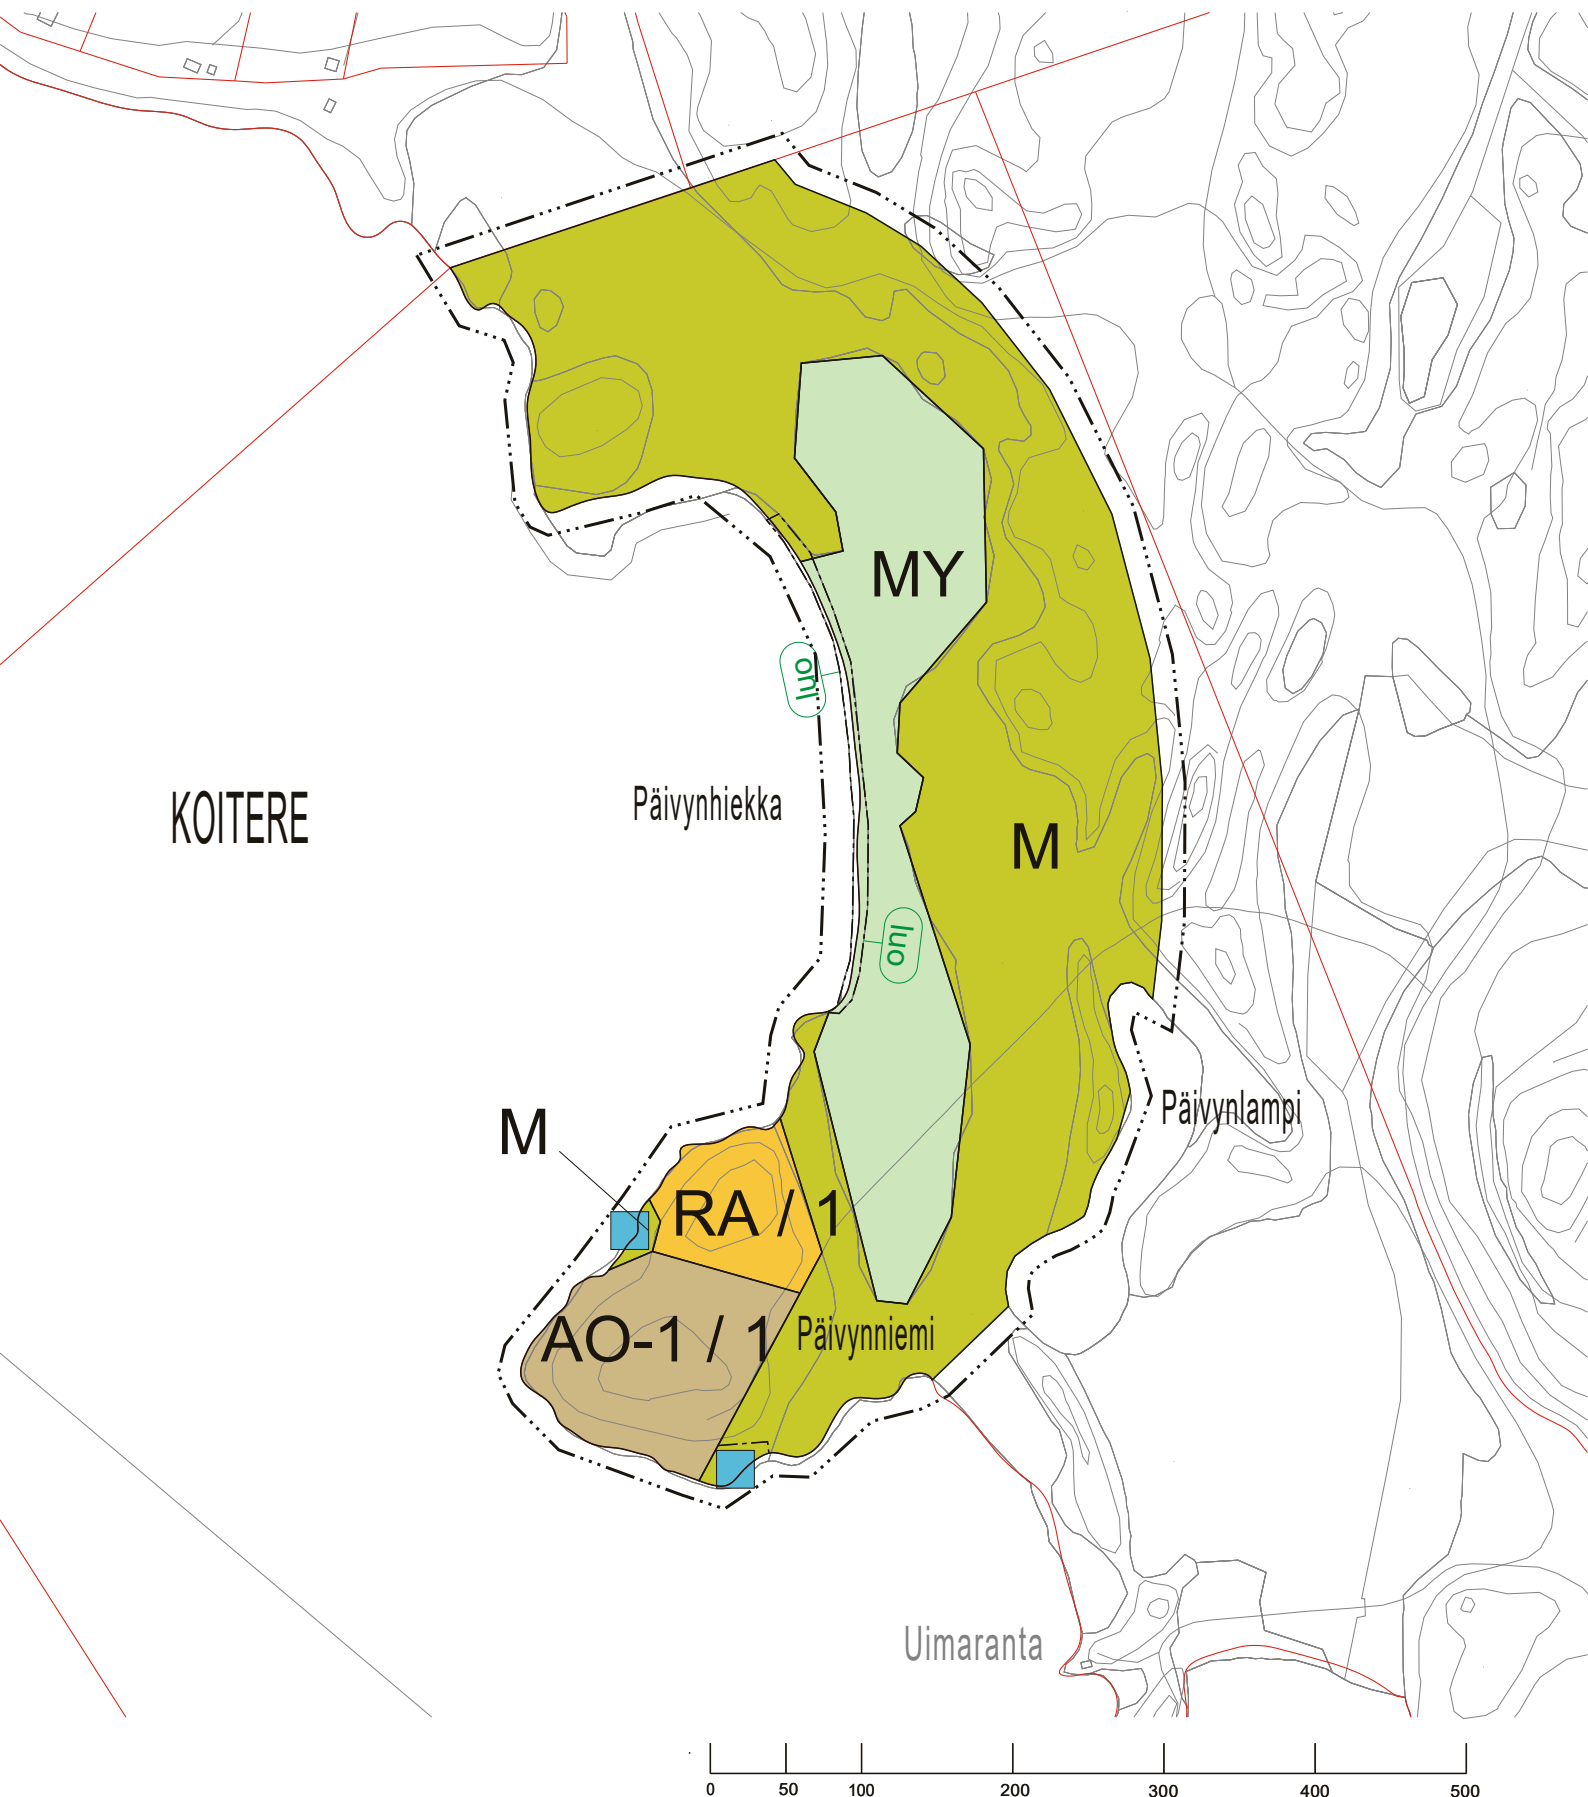 MY
luo
KOITERE
Päivynhiekka
M
luo
Päivynlampi
M
RA / 1
AO-1 / 1
Päivynniemi
Uimaranta
0 50 100 200 300 400 500